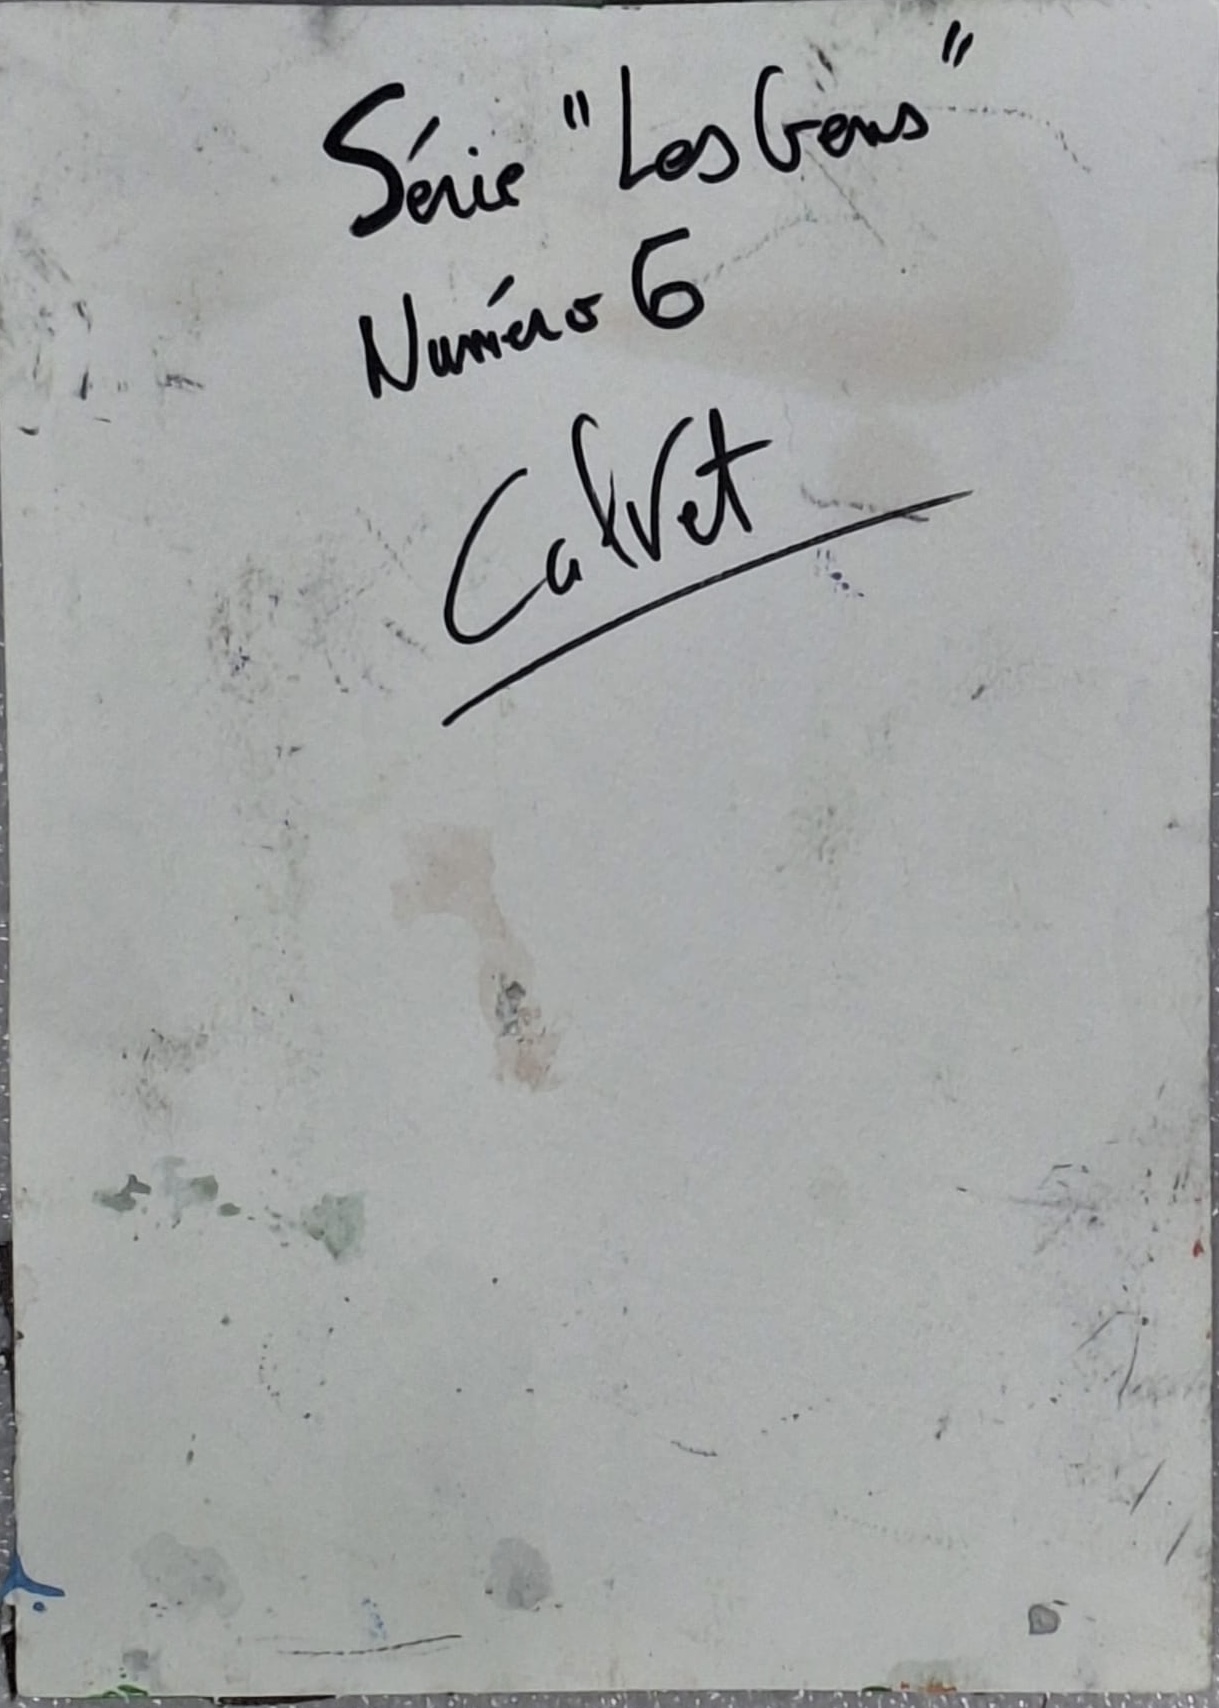 Série "Les Gens"
Numéro 6
Calvet